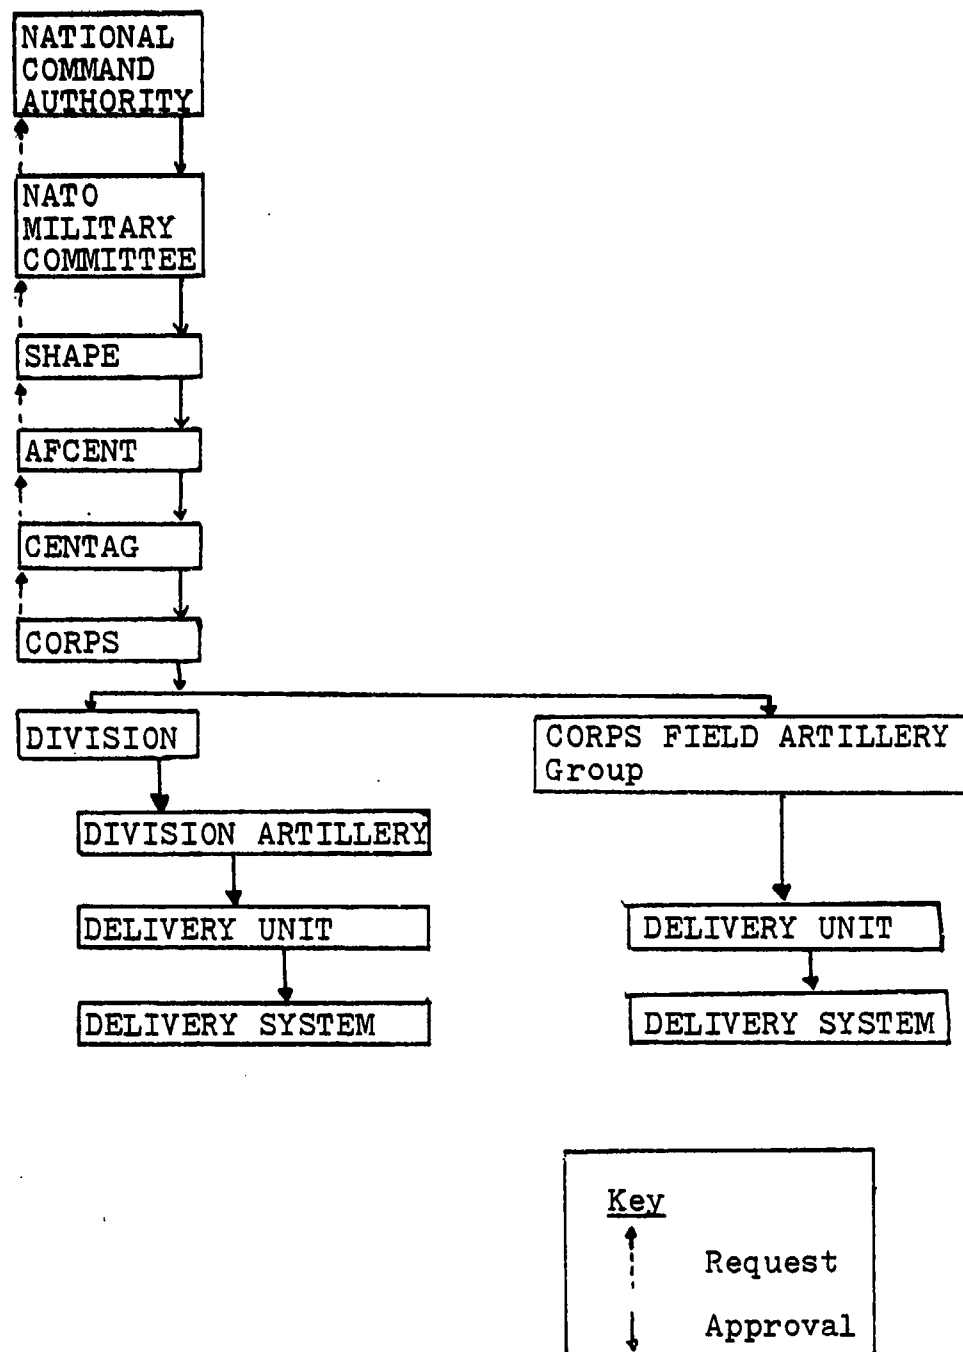 NATIONAL
COMMAND
AUTHORITY
NATO
MILITARY
COMMITTEE
SHAPE
AFCENT
CENTAG
CORPS
DIVISION
CORPS FIELD ARTILLERY
Group
DIVISION ARTILLERY
DELIVERY UNIT
DELIVERY UNIT
DELIVERY SYSTEM
DELIVERY SYSTEM
Key
Request
Approval